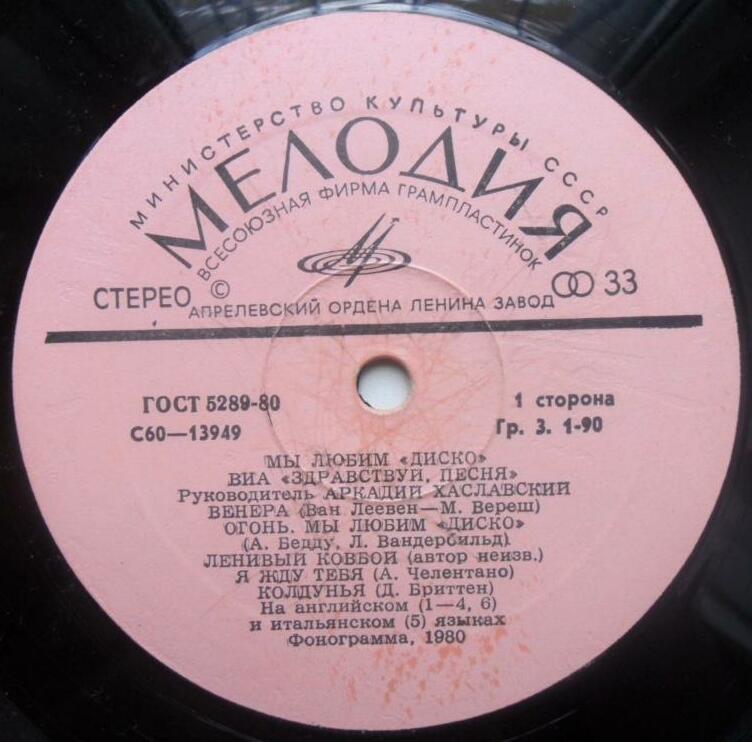 МИНИСТЕРСТВО КУЛЬТУРЫ СССР
МЕЛОДИЯ
ВСЕСОЮЗНАЯ ФИРМА ГРАМПЛАСТИНОК
СТЕРЕО © 33
АПРЕЛЕВСКИЙ ОРДЕНА ЛЕНИНА ЗАВОД
ГОСТ 5289-80 1 сторона
С60—13949 Гр. 3. 1-90
МЫ ЛЮБИМ «ДИСКО»
ВИА «ЗДРАВСТВУЙ, ПЕСНЯ»
Руководитель АРКАДИЙ ХАСЛАВСКИЙ
ВЕНЕРА (Ван Леевен—М. Вереш)
ОГОНЬ. МЫ ЛЮБИМ «ДИСКО»
(А. Бедду, Л. Вандербильд)
ЛЕНИВЫЙ КОВБОЙ (автор неизв.)
Я ЖДУ ТЕБЯ (А. Челентано)
КОЛДУНЬЯ (Д. Бриттен)
На английском (1—4, 6)
и итальянском (5) языках
Фонограмма, 1980